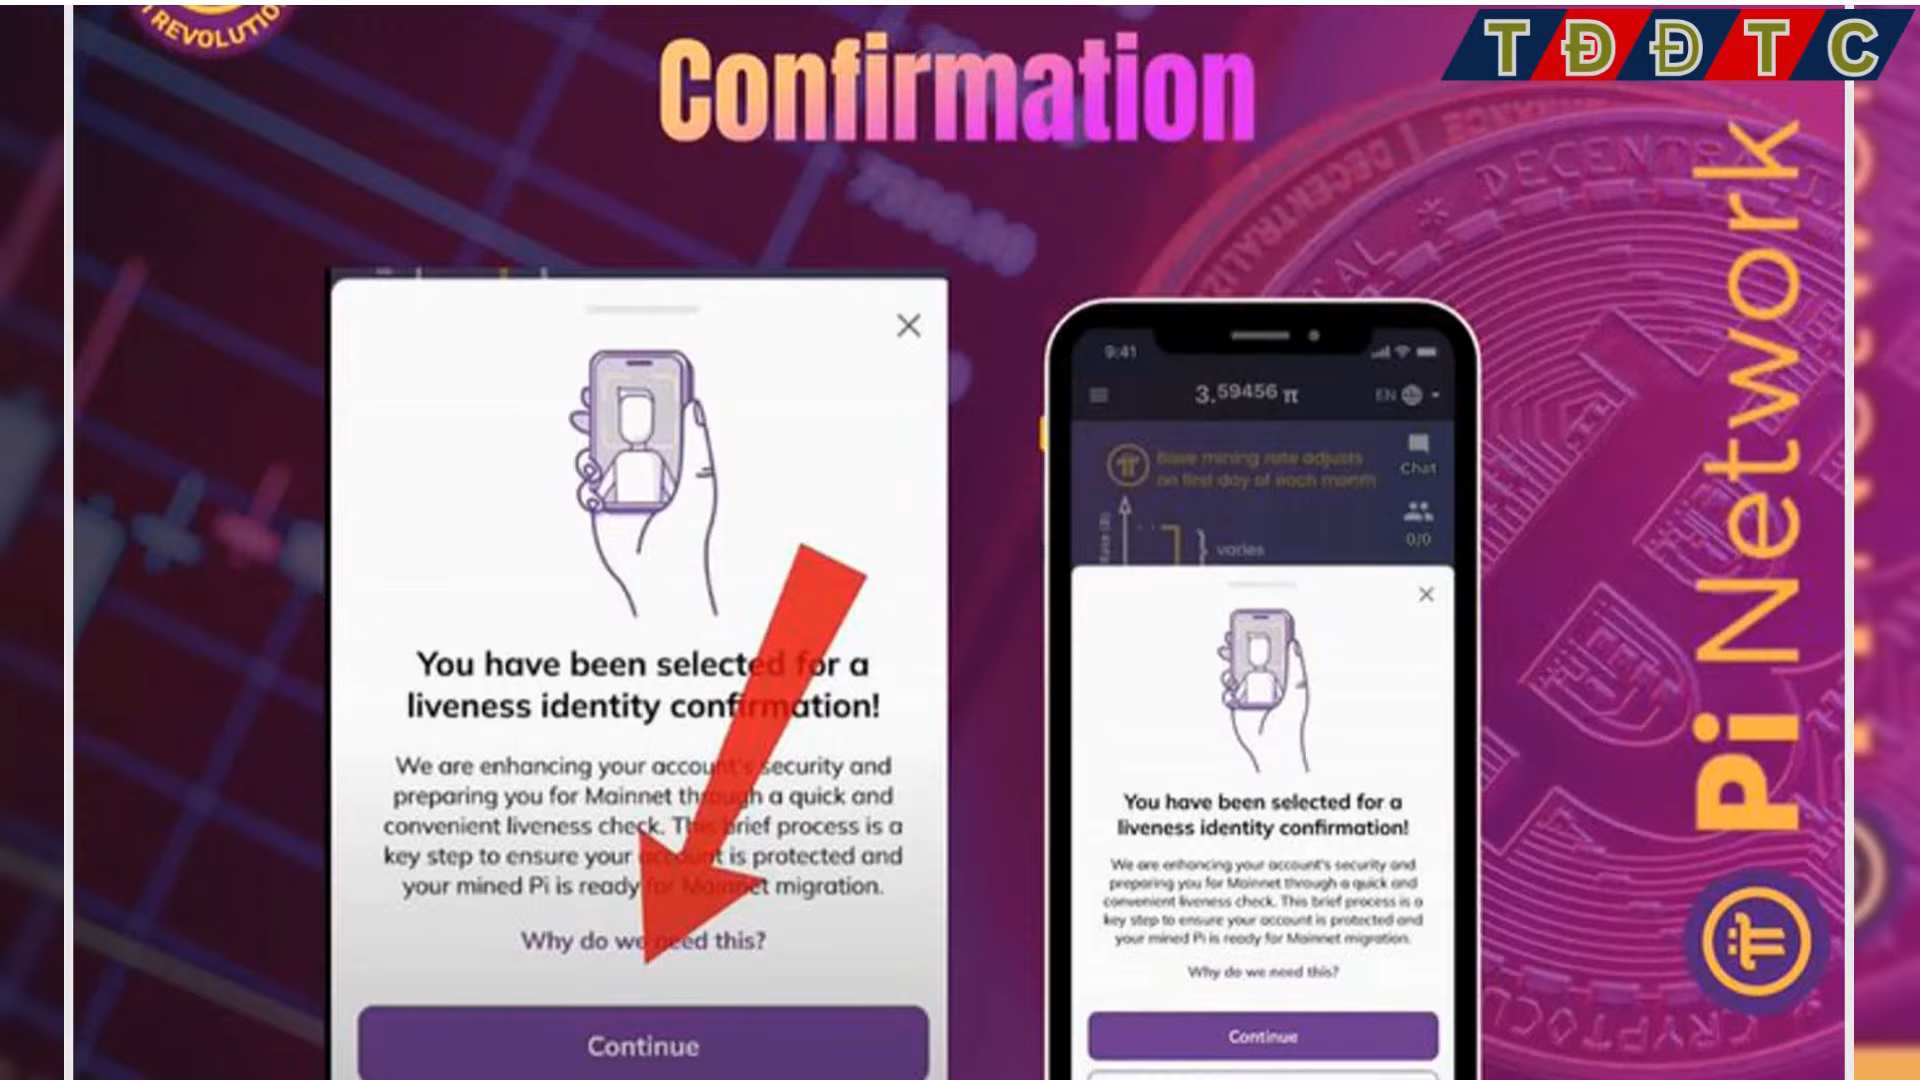 REVOLUTIO
Confirmation
TĐĐTC
You have been selected for a
liveness identity confirmation!
We are enhancing your account's security and
preparing you for Mainnet through a quick and
convenient liveness check. This brief process is a
key step to ensure your account is protected and
your mined Pi is ready for Mainnet migration.
Why do we need this?
Continue
9:41
3.59456 π
EN
Base mining rate adjusts
on first day of each month
Chat
0/0
varies
You have been selected for a
liveness identity confirmation!
We are enhancing your account's security and
preparing you for Mainnet through a quick and
convenient liveness check. This brief process is a
key step to ensure your account is protected and
your mined Pi is ready for Mainnet migration.
Why do we need this?
Continue
Pi Network
DECENTRA